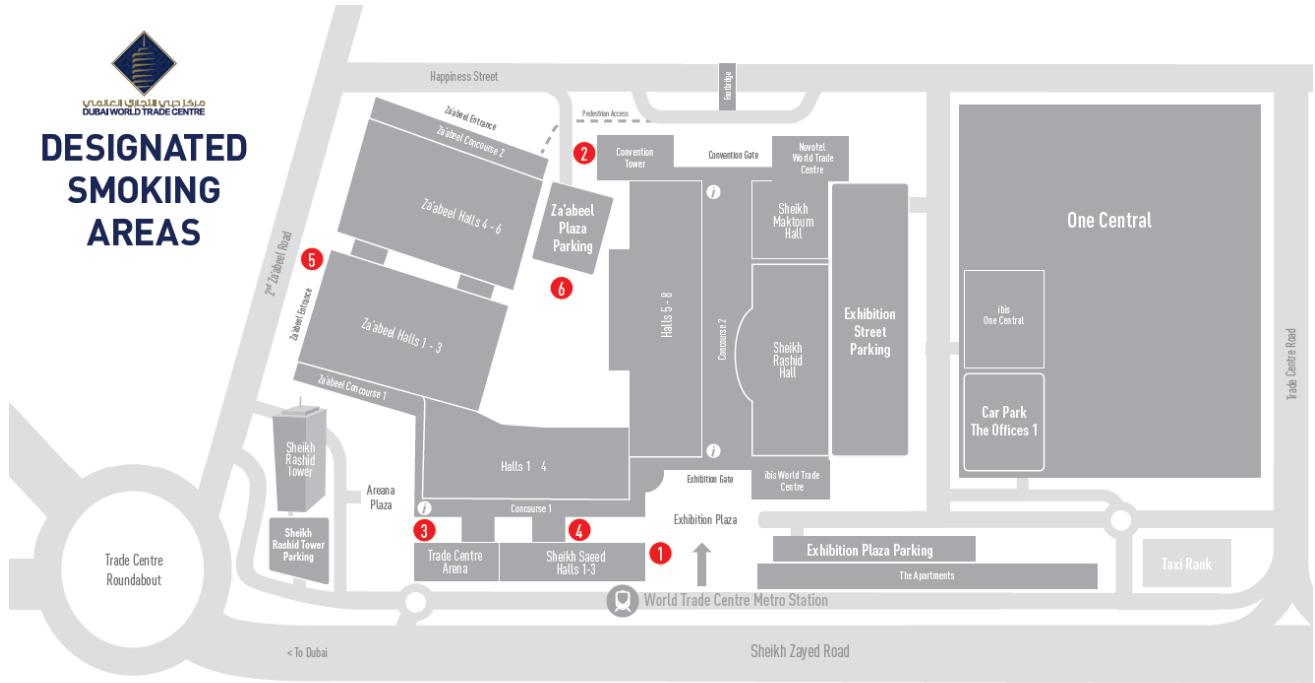 مركز دبي التجاري العالمي
DUBAI WORLD TRADE CENTRE
DESIGNATED
SMOKING
AREAS
Happiness Street
Footbridge
Pedestrian Access
Za'abeel Entrance
Za'abeel Concourse 2
2
Convention
Tower
Convention Gate
Novotel
World Trade
Centre
i
Za'abeel Halls 4 - 6
Za'abeel
Plaza
Parking
Sheikh
Maktoum
Hall
One Central
5
6
2nd Za'abeel Road
Za'abeel Entrance
Za'abeel Halls 1 - 3
Za'abeel Concourse 1
Halls 5 - 8
Concourse 2
Sheikh
Rashid
Hall
Exhibition
Street
Parking
ibis
One Central
Car Park
The Offices 1
Trade Centre Road
Sheikh
Rashid
Tower
Halls 1 4
i
Exhibition Gate
ibis World Trade
Centre
Areana
Plaza
i
Concourse 1
Exhibition Plaza
3
4
1
Sheikh
Rashid Tower
Parking
Trade Centre
Arena
Sheikh Saeed
Halls 1-3
Exhibition Plaza Parking
The Apartments
Taxi Rank
Trade Centre
Roundabout
World Trade Centre Metro Station
< To Dubai
Sheikh Zayed Road